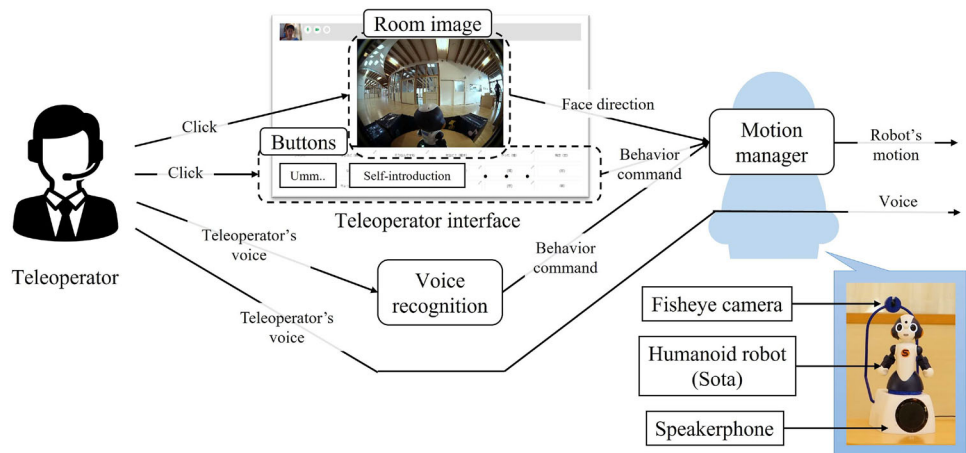 Room image
Click
Face direction
Motion
manager
Robot's
motion
Buttons
Click
Umm..
Self-introduction
Behavior
command
Teleoperator interface
Voice
Teleoperator
Teleoperator's
voice
Voice
recognition
Behavior
command
Teleoperator's
voice
Fisheye camera
Humanoid robot
(Sota)
Speakerphone